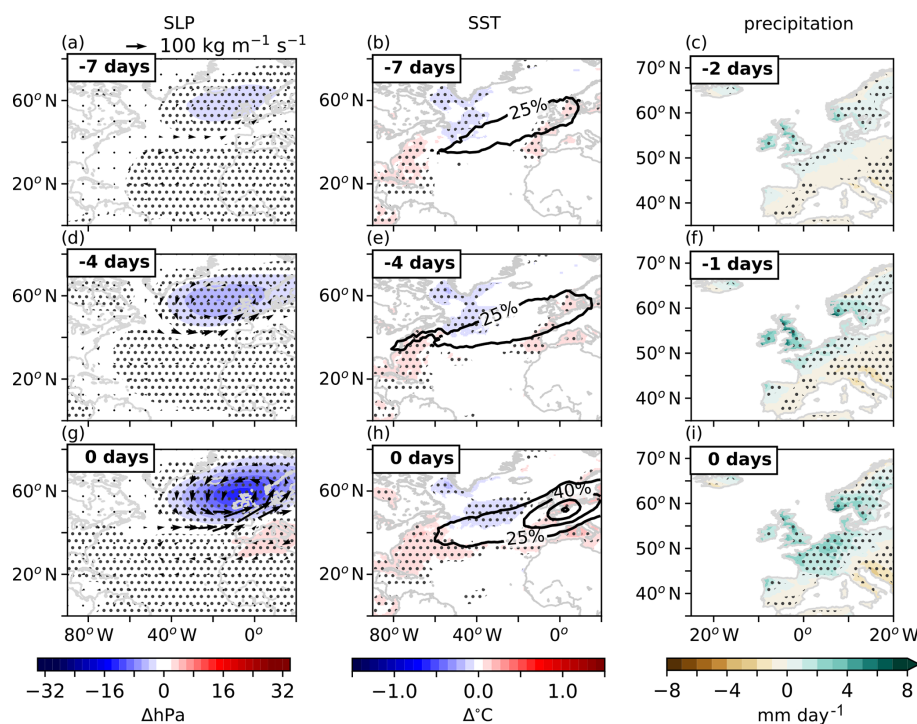 SLP SST precipitation
(a) → 100 kg m⁻¹ s⁻¹ (b) (c)
-7 days -7 days -2 days
70°N
60°N 60°N 60°N
25%
50°N
20°N 20°N 40°N
(d) (e) (f)
-4 days -4 days -1 days
70°N
60°N 60°N 60°N
25%
50°N
20°N 20°N 40°N
(g) (h) (i)
0 days 0 days 0 days
70°N
60°N 60°N 40% 60°N
25%
50°N
20°N 20°N 40°N
80°W 40°W 0° 80°W 40°W 0° 20°W 0° 20°W
−32 −16 0 16 32 −1.0 0.0 1.0 −8 −4 0 4 8
ΔhPa Δ°C mm day⁻¹